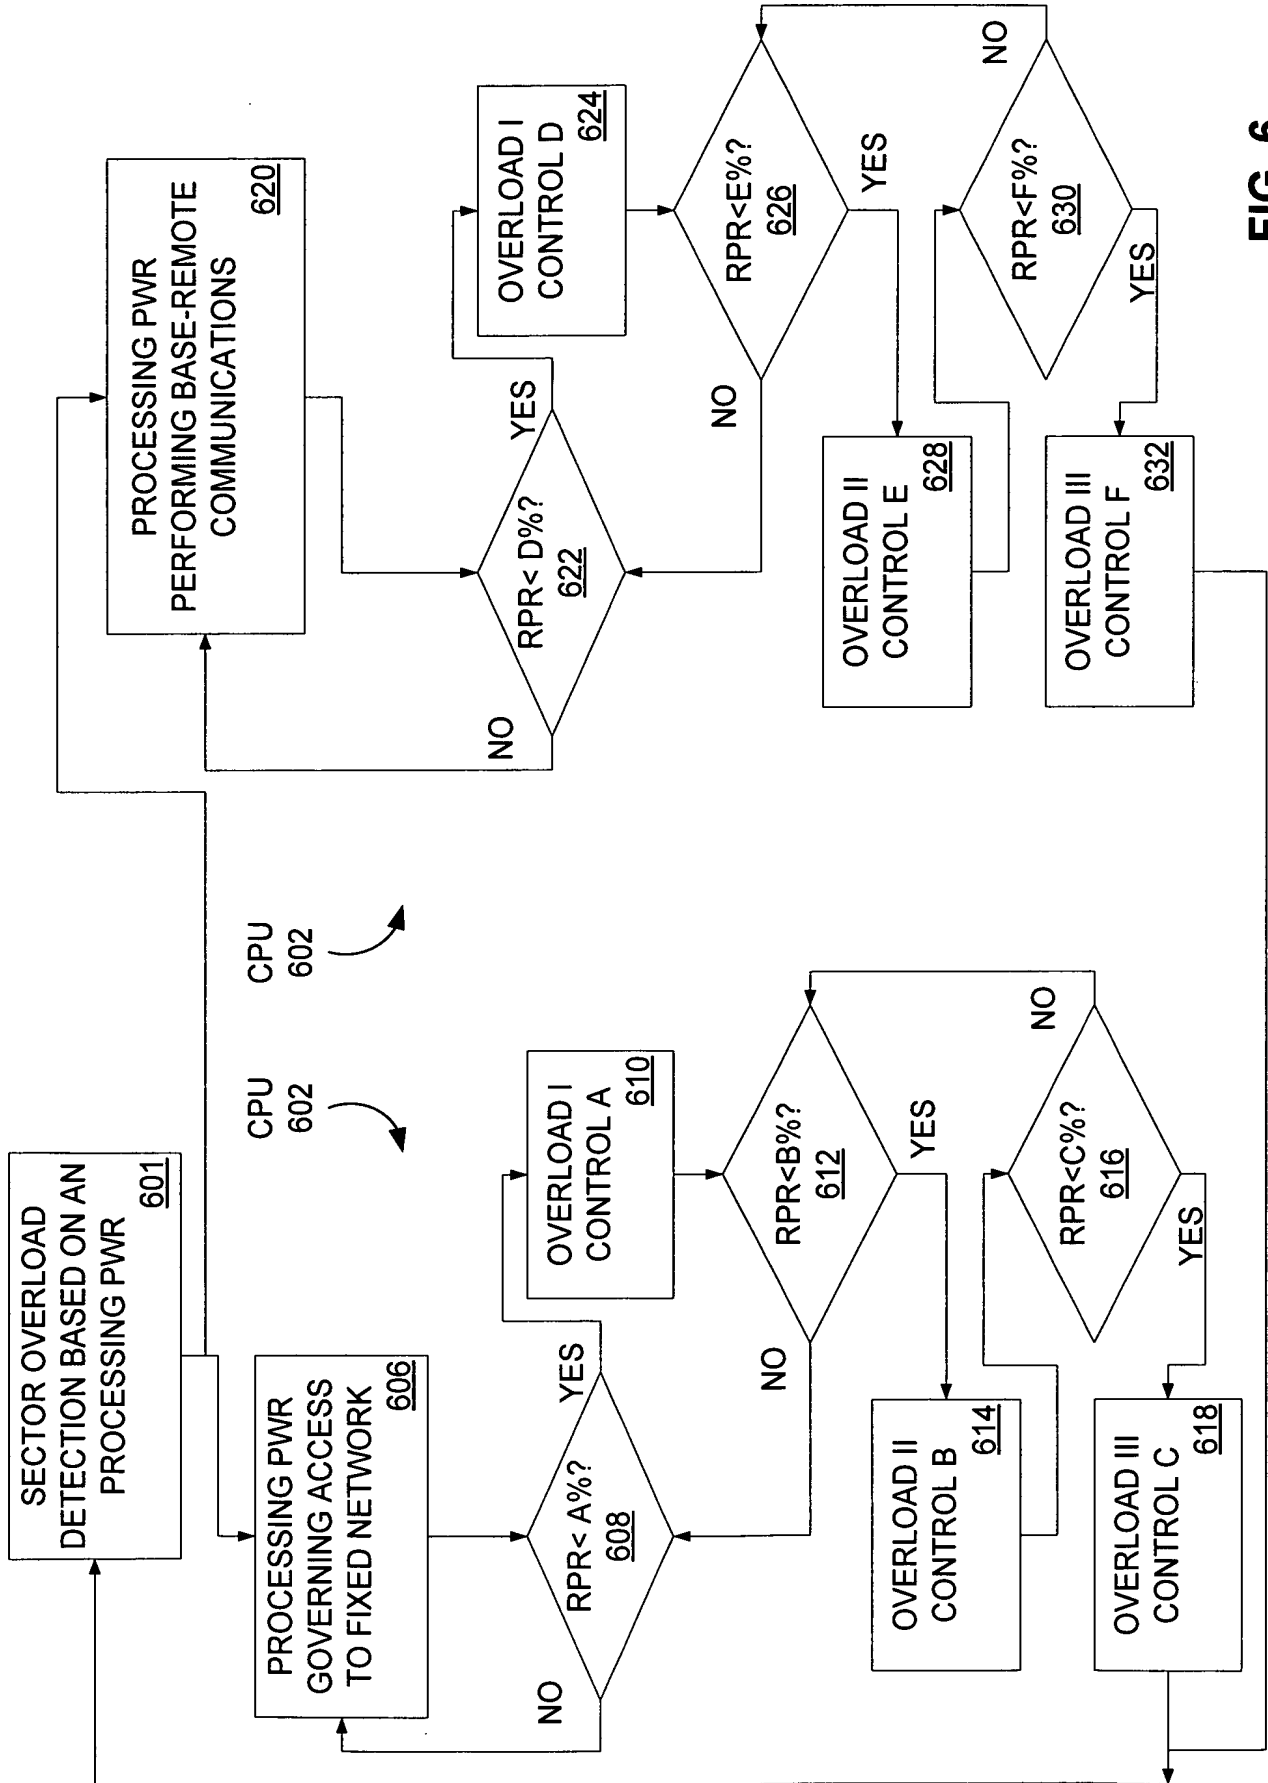 SECTOR OVERLOAD
DETECTION BASED ON AN
PROCESSING PWR
601
CPU
602
CPU
602
PROCESSING PWR
GOVERNING ACCESS
TO FIXED NETWORK
606
RPR< A%?
608
NO
YES
OVERLOAD I
CONTROL A
610
RPR<B%?
612
NO
YES
OVERLOAD II
CONTROL B
614
RPR<C%?
616
NO
YES
OVERLOAD III
CONTROL C
618
PROCESSING PWR
PERFORMING BASE-REMOTE
COMMUNICATIONS
620
RPR< D%?
622
NO
YES
OVERLOAD I
CONTROL D
624
RPR<E%?
626
NO
YES
OVERLOAD II
CONTROL E
628
RPR<F%?
630
NO
YES
OVERLOAD III
CONTROL F
632
FIG. 6